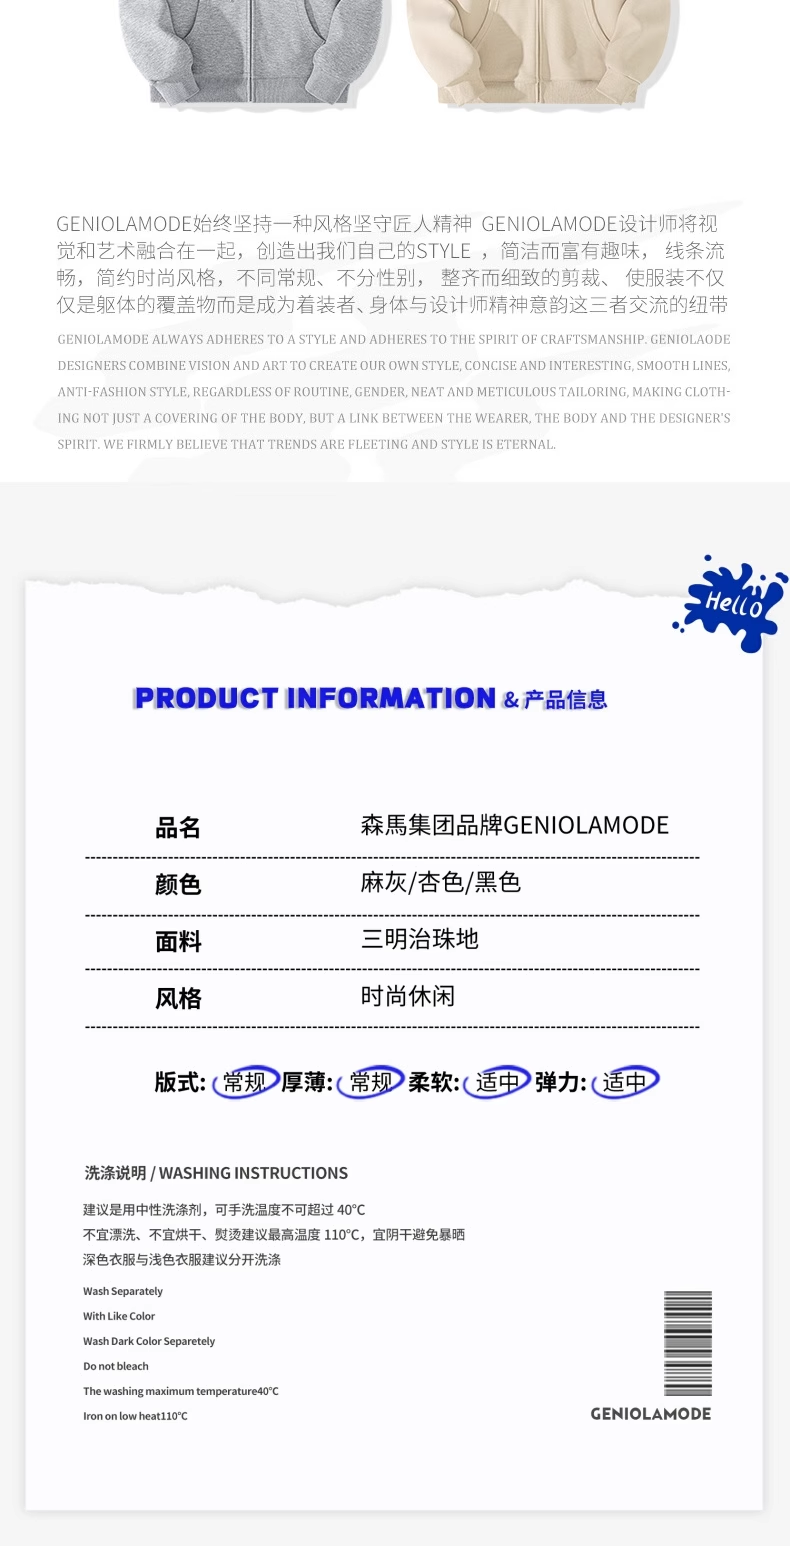 GENIOLAMODE始终坚持一种风格坚守匠人精神 GENIOLAMODE设计师将视
觉和艺术融合在一起，创造出我们自己的STYLE ，简洁而富有趣味， 线条流
畅，简约时尚风格，不同常规、不分性别， 整齐而细致的剪裁、 使服装不仅
仅是躯体的覆盖物而是成为着装者、身体与设计师精神意韵这三者交流的纽带
GENIOLAMODE ALWAYS ADHERES TO A STYLE AND ADHERES TO THE SPIRIT OF CRAFTSMANSHIP. GENIOLAODE
DESIGNERS COMBINE VISION AND ART TO CREATE OUR OWN STYLE, CONCISE AND INTERESTING, SMOOTH LINES,
ANTI-FASHION STYLE, REGARDLESS OF ROUTINE, GENDER, NEAT AND METICULOUS TAILORING, MAKING CLOTH-
ING NOT JUST A COVERING OF THE BODY, BUT A LINK BETWEEN THE WEARER, THE BODY AND THE DESIGNER'S
SPIRIT. WE FIRMLY BELIEVE THAT TRENDS ARE FLEETING AND STYLE IS ETERNAL.
Hello
PRODUCT INFORMATION & 产品信息
品名 森馬集团品牌GENIOLAMODE
颜色 麻灰/杏色/黑色
面料 三明治珠地
风格 时尚休闲
版式: 常规 厚薄: 常规 柔软: 适中 弹力: 适中
洗涤说明 / WASHING INSTRUCTIONS
建议是用中性洗涤剂，可手洗温度不可超过 40℃
不宜漂洗、不宜烘干、熨烫建议最高温度 110℃，宜阴干避免暴晒
深色衣服与浅色衣服建议分开洗涤
Wash Separately
With Like Color
Wash Dark Color Separetely
Do not bleach
The washing maximum temperature40℃
Iron on low heat110℃
GENIOLAMODE